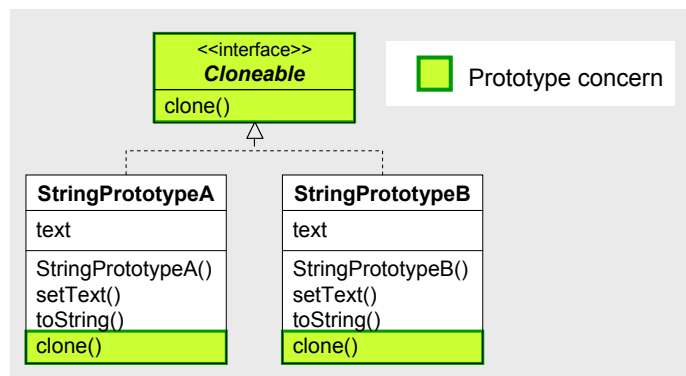 <<interface>>
Cloneable
clone()
Prototype concern
StringPrototypeA
text
StringPrototypeA()
setText()
toString()
clone()
StringPrototypeB
text
StringPrototypeB()
setText()
toString()
clone()